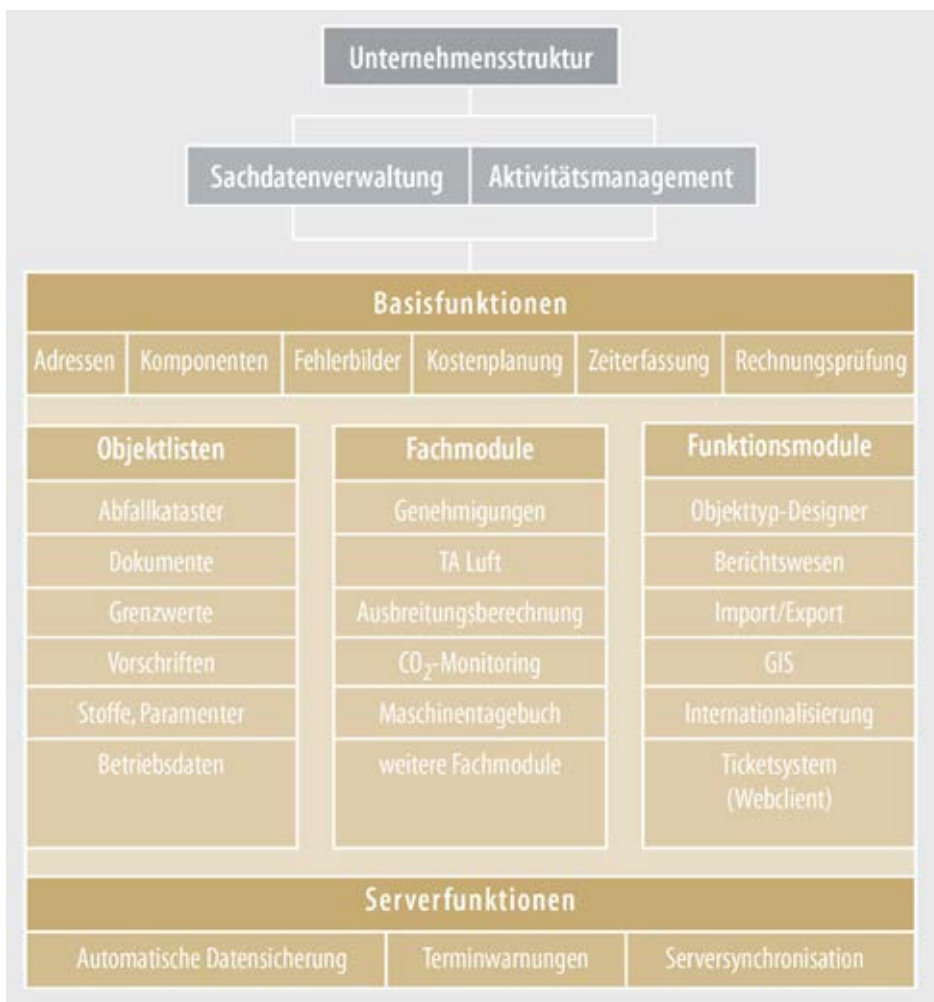 Unternehmensstruktur
Sachdatenverwaltung Aktivitätsmanagement
Basisfunktionen
Adressen Komponenten Fehlerbilder Kostenplanung Zeiterfassung Rechnungsprüfung
Objektlisten
Abfallkataster
Dokumente
Grenzwerte
Vorschriften
Stoffe, Paramenter
Betriebsdaten
Fachmodule
Genehmigungen
TA Luft
Ausbreitungsberechnung
CO₂-Monitoring
Maschinentagebuch
weitere Fachmodule
Funktionsmodule
Objekttyp-Designer
Berichtswesen
Import/Export
GIS
Internationalisierung
Ticketsystem
(Webclient)
Serverfunktionen
Automatische Datensicherung Terminwarnungen Serversynchronisation